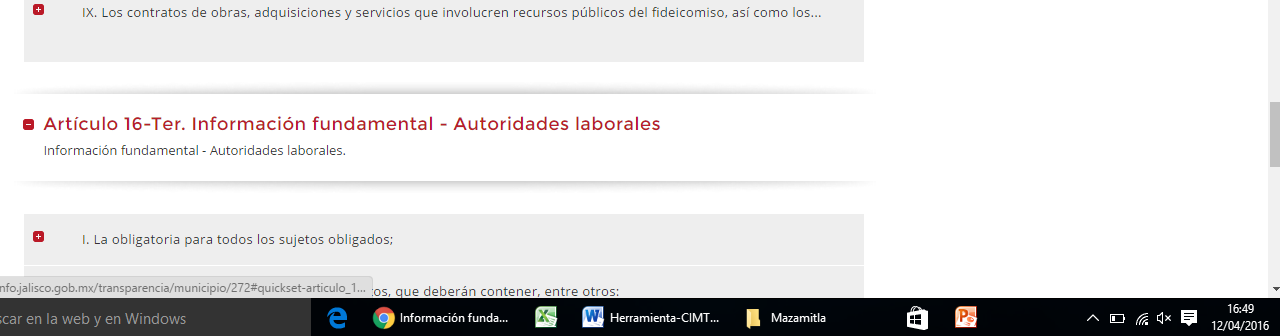 IX. Los contratos de obras, adquisiciones y servicios que involucren recursos públicos del fideicomiso, así como los...
Artículo 16-Ter. Información fundamental - Autoridades laborales
Información fundamental - Autoridades laborales.
I. La obligatoria para todos los sujetos obligados;
nfo.jalisco.gob.mx/transparencia/municipio/272#quickset-articulo_1...
que deberán contener, entre otros:
en la web y en Windows
Información funda...
Herramienta-CIMT...
Mazamitla
16:49
12/04/2016